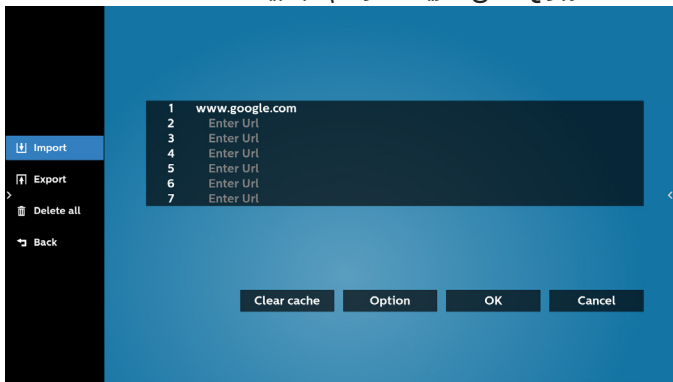 1 www.google.com
2 Enter Url
3 Enter Url
4 Enter Url
5 Enter Url
6 Enter Url
7 Enter Url
Import
Export
Delete all
Back
Clear cache Option OK Cancel